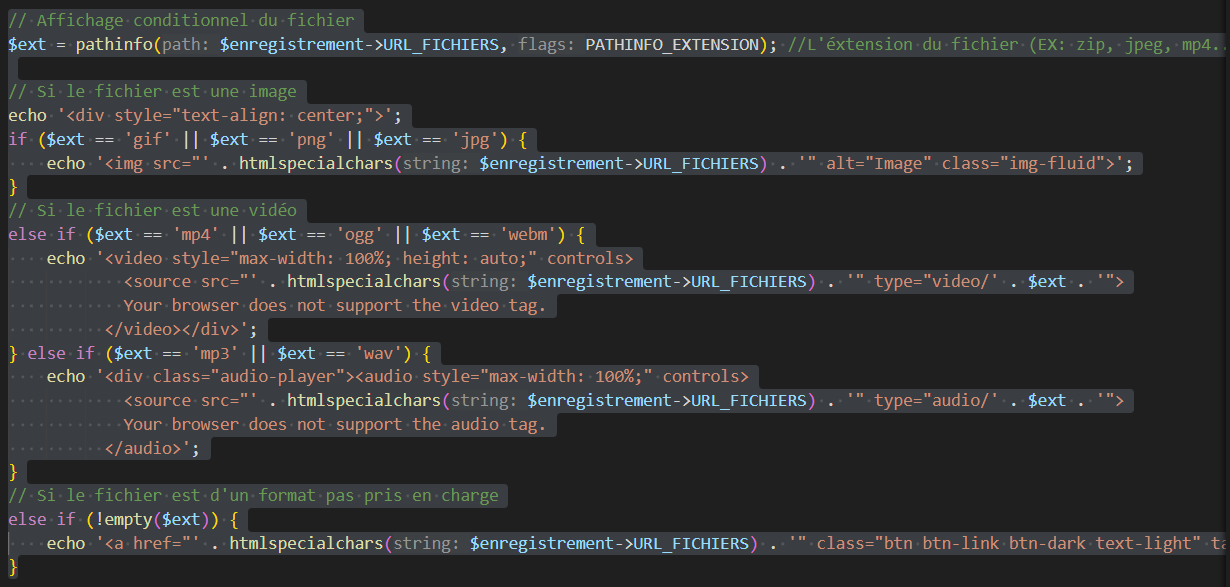 // Affichage conditionnel du fichier
$ext = pathinfo(path: $enregistrement->URL_FICHIERS, flags: PATHINFO_EXTENSION); //L'éxtension du fichier (EX: zip, jpeg, mp4..
// Si le fichier est une image
echo '<div style="text-align: center;">';
if ($ext == 'gif' || $ext == 'png' || $ext == 'jpg') {
    echo '<img src="' . htmlspecialchars(string: $enregistrement->URL_FICHIERS) . '" alt="Image" class="img-fluid">';
}
// Si le fichier est une vidéo
else if ($ext == 'mp4' || $ext == 'ogg' || $ext == 'webm') {
    echo '<video style="max-width: 100%; height: auto;" controls>
            <source src="' . htmlspecialchars(string: $enregistrement->URL_FICHIERS) . '" type="video/' . $ext . '">
            Your browser does not support the video tag.
          </video></div>';
} else if ($ext == 'mp3' || $ext == 'wav') {
    echo '<div class="audio-player"><audio style="max-width: 100%;" controls>
            <source src="' . htmlspecialchars(string: $enregistrement->URL_FICHIERS) . '" type="audio/' . $ext . '">
            Your browser does not support the audio tag.
          </audio>';
}
// Si le fichier est d'un format pas pris en charge
else if (!empty($ext)) {
    echo '<a href="' . htmlspecialchars(string: $enregistrement->URL_FICHIERS) . '" class="btn btn-link btn-dark text-light" ta
}